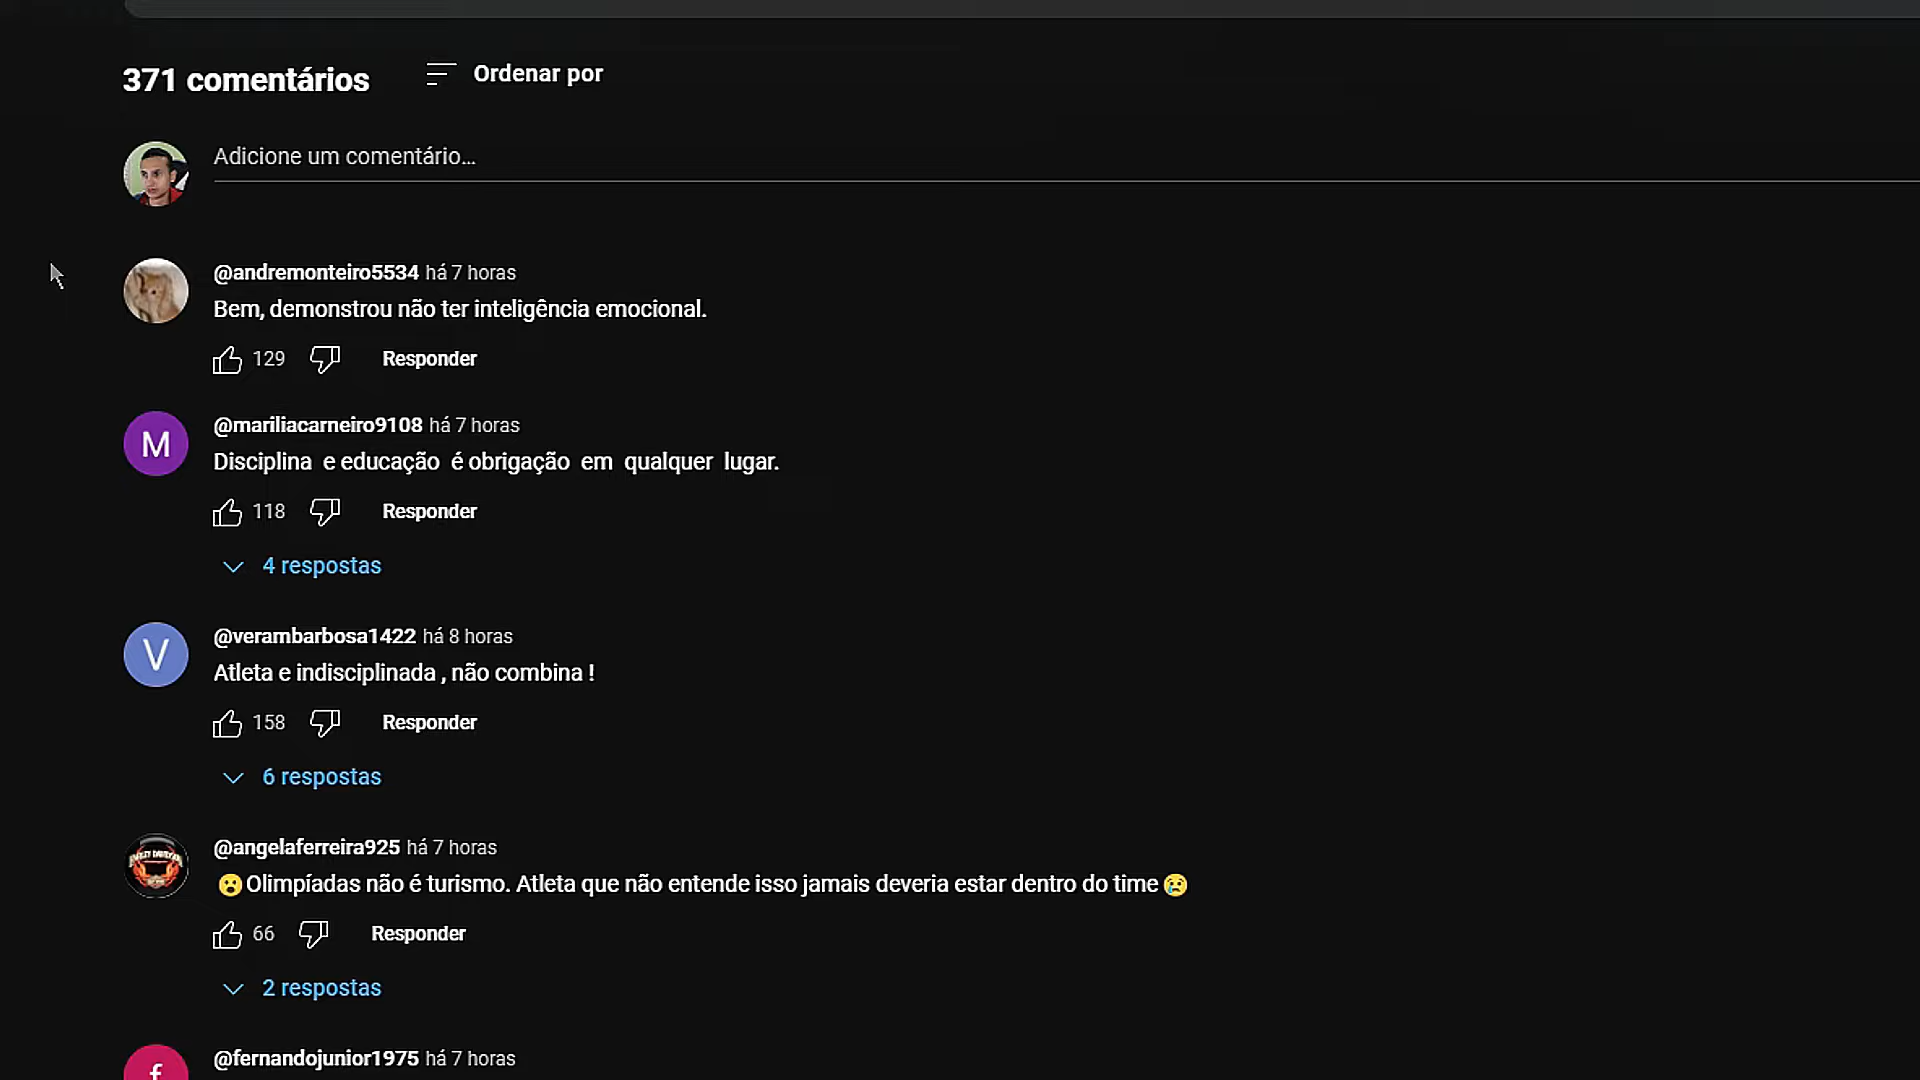 371 comentários
Ordenar por
Adicione um comentário...
@andremonteiro5534 há 7 horas
Bem, demonstrou não ter inteligência emocional.
129
Responder
M
@mariliacarneiro9108 há 7 horas
Disciplina e educação é obrigação em qualquer lugar.
118
Responder
4 respostas
V
@verambarbosa1422 há 8 horas
Atleta e indisciplinada , não combina !
158
Responder
6 respostas
@angelaferreira925 há 7 horas
😮Olimpíadas não é turismo. Atleta que não entende isso jamais deveria estar dentro do time😢
66
Responder
2 respostas
f
@fernandojunior1975 há 7 horas